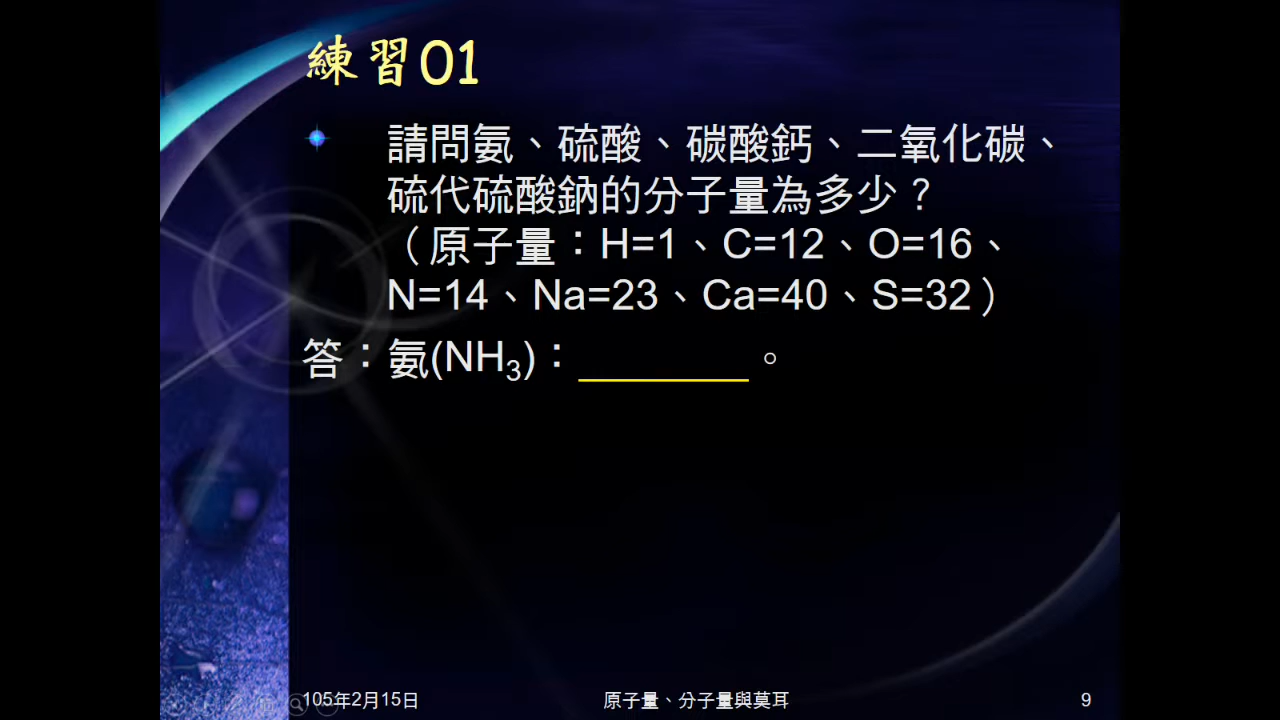 練習01
請問氨、硫酸、碳酸鈣、二氧化碳、
硫代硫酸鈉的分子量為多少？
（原子量：H=1、C=12、O=16、
N=14、Na=23、Ca=40、S=32）
答：氨(NH₃)：________。
105年2月15日
原子量、分子量與莫耳
9